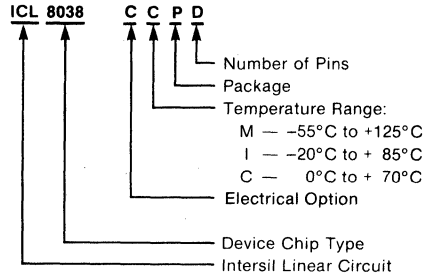 ICL 8038 C C P D
Number of Pins
Package
Temperature Range:
M — -55°C to +125°C
I — -20°C to + 85°C
C — 0°C to + 70°C
Electrical Option
Device Chip Type
Intersil Linear Circuit